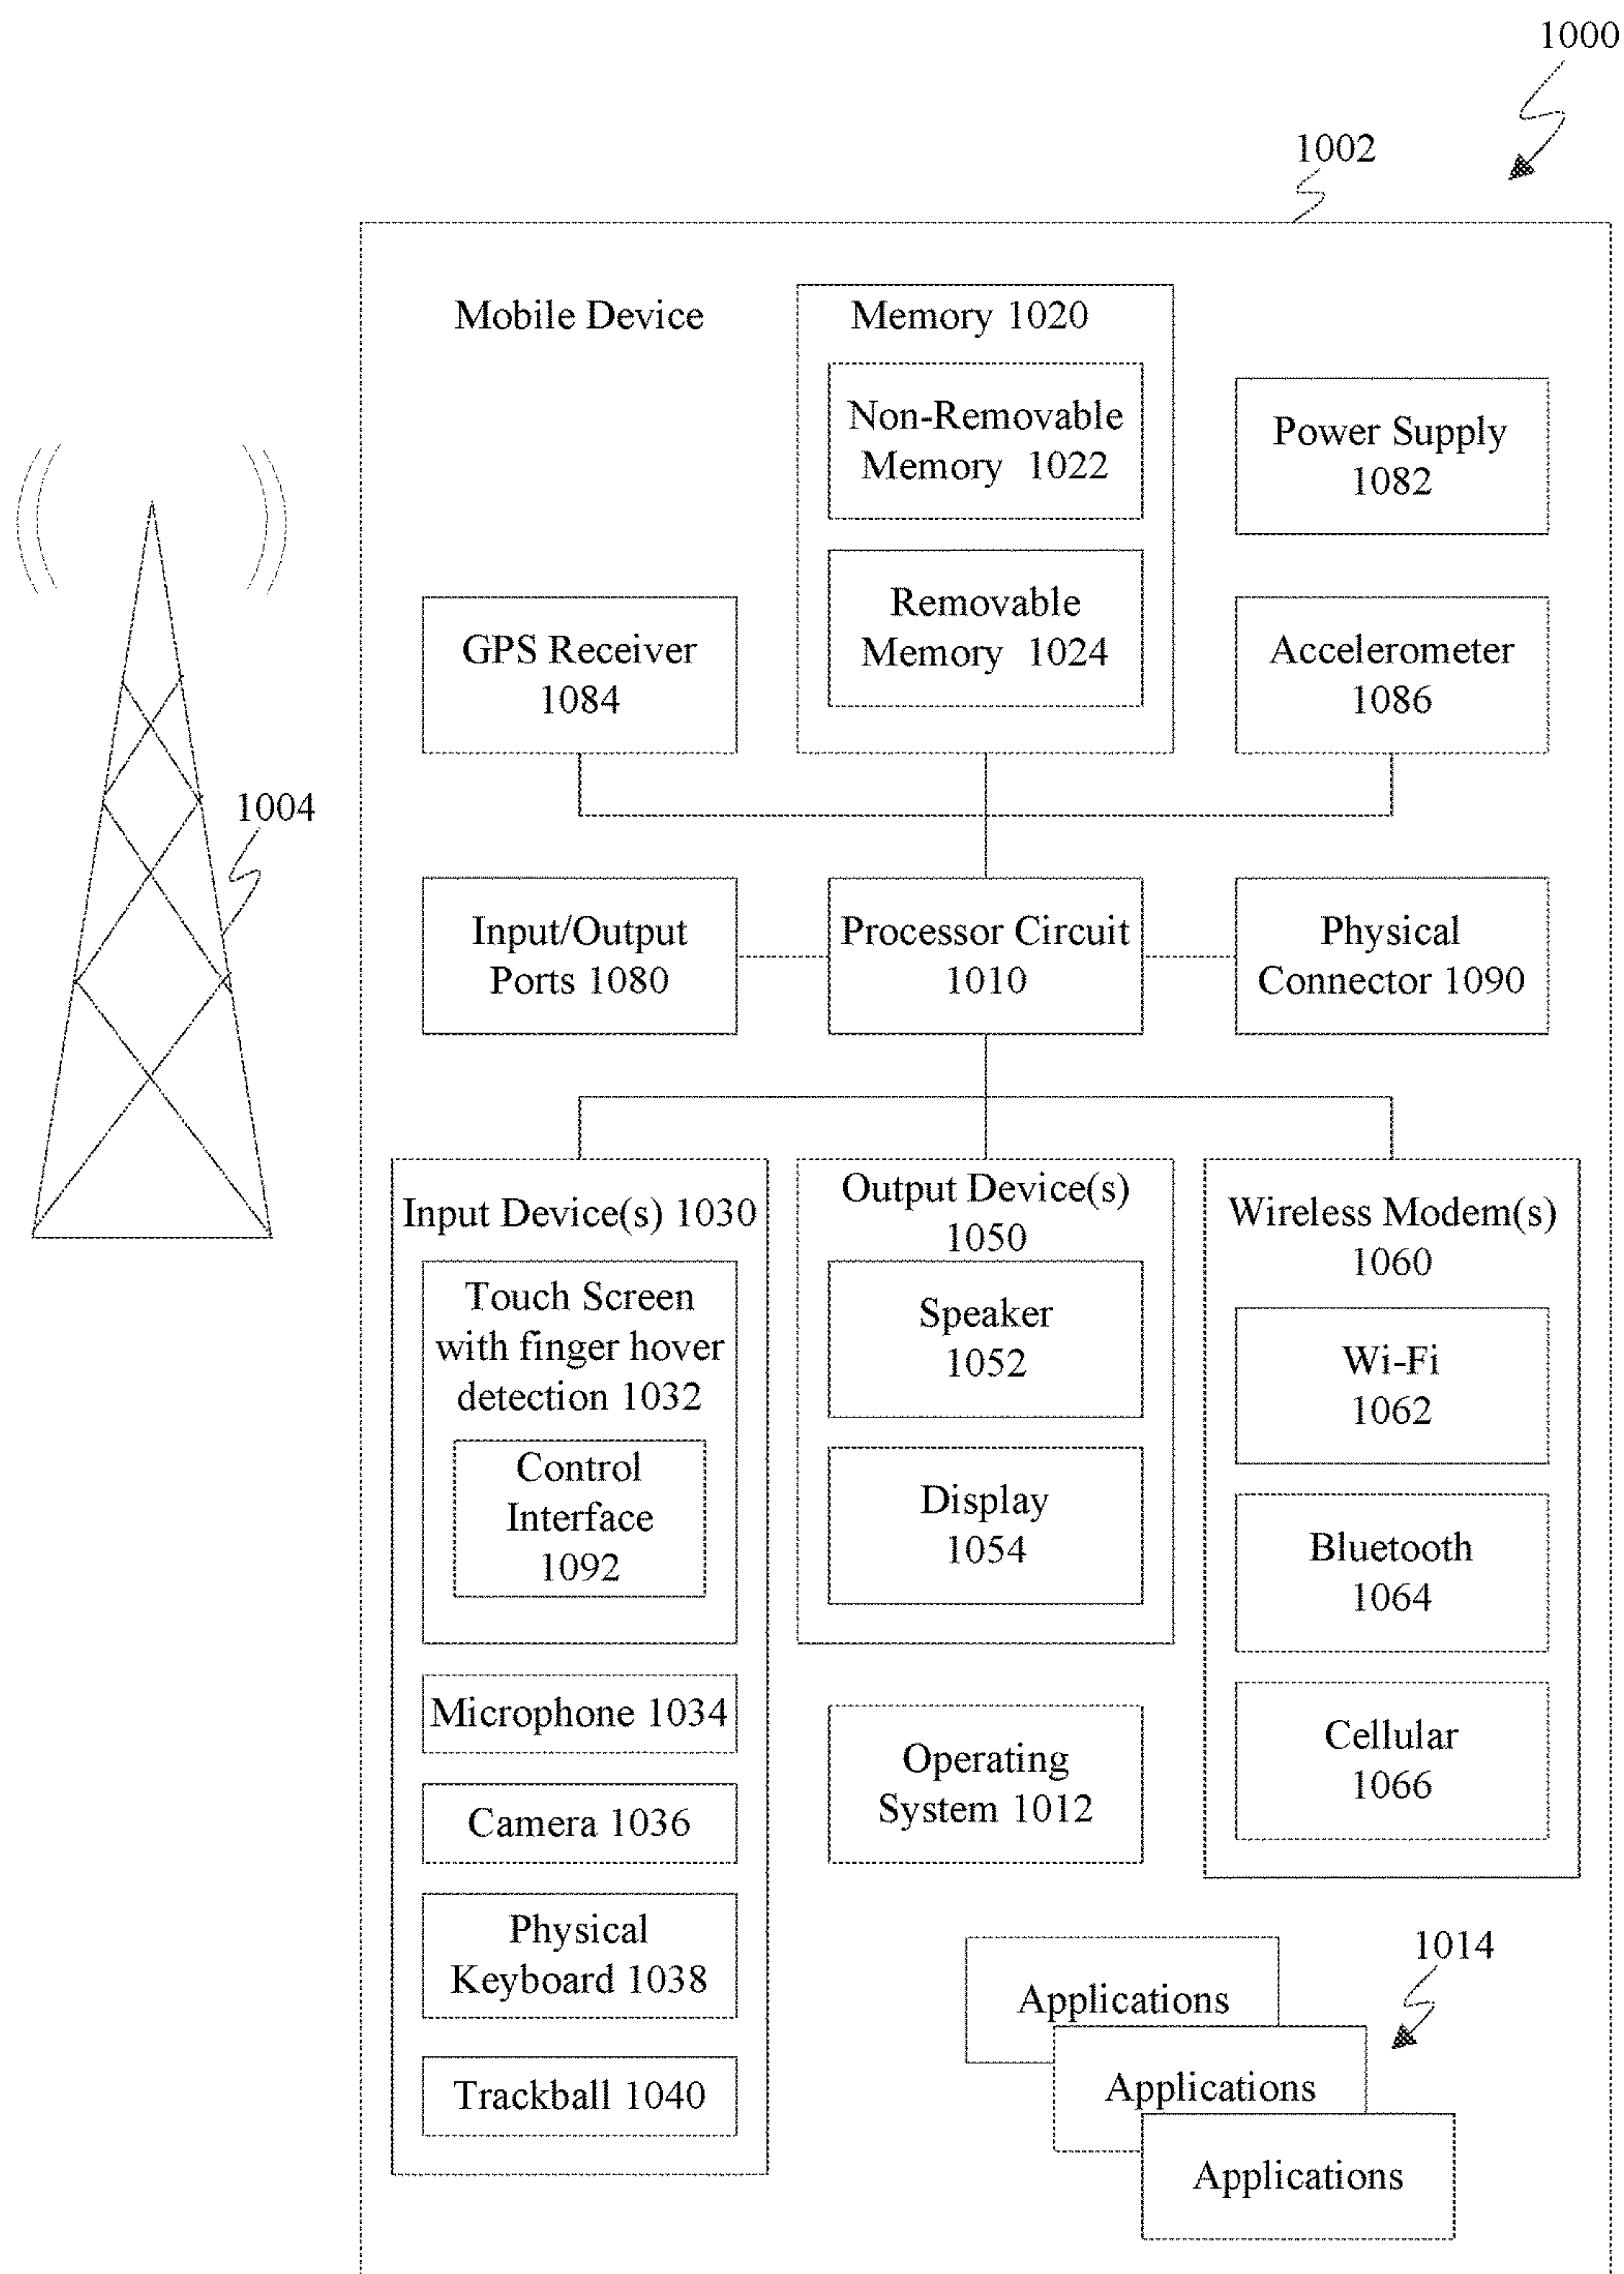 1000
1002
Mobile Device
Memory 1020
Non-Removable
Memory 1022
Power Supply
1082
Removable
Memory 1024
GPS Receiver
1084
Accelerometer
1086
1004
Input/Output
Ports 1080
Processor Circuit
1010
Physical
Connector 1090
Input Device(s) 1030
Touch Screen
with finger hover
detection 1032
Control
Interface
1092
Microphone 1034
Camera 1036
Physical
Keyboard 1038
Trackball 1040
Output Device(s)
1050
Speaker
1052
Display
1054
Operating
System 1012
Wireless Modem(s)
1060
Wi-Fi
1062
Bluetooth
1064
Cellular
1066
1014
Applications
Applications
Applications